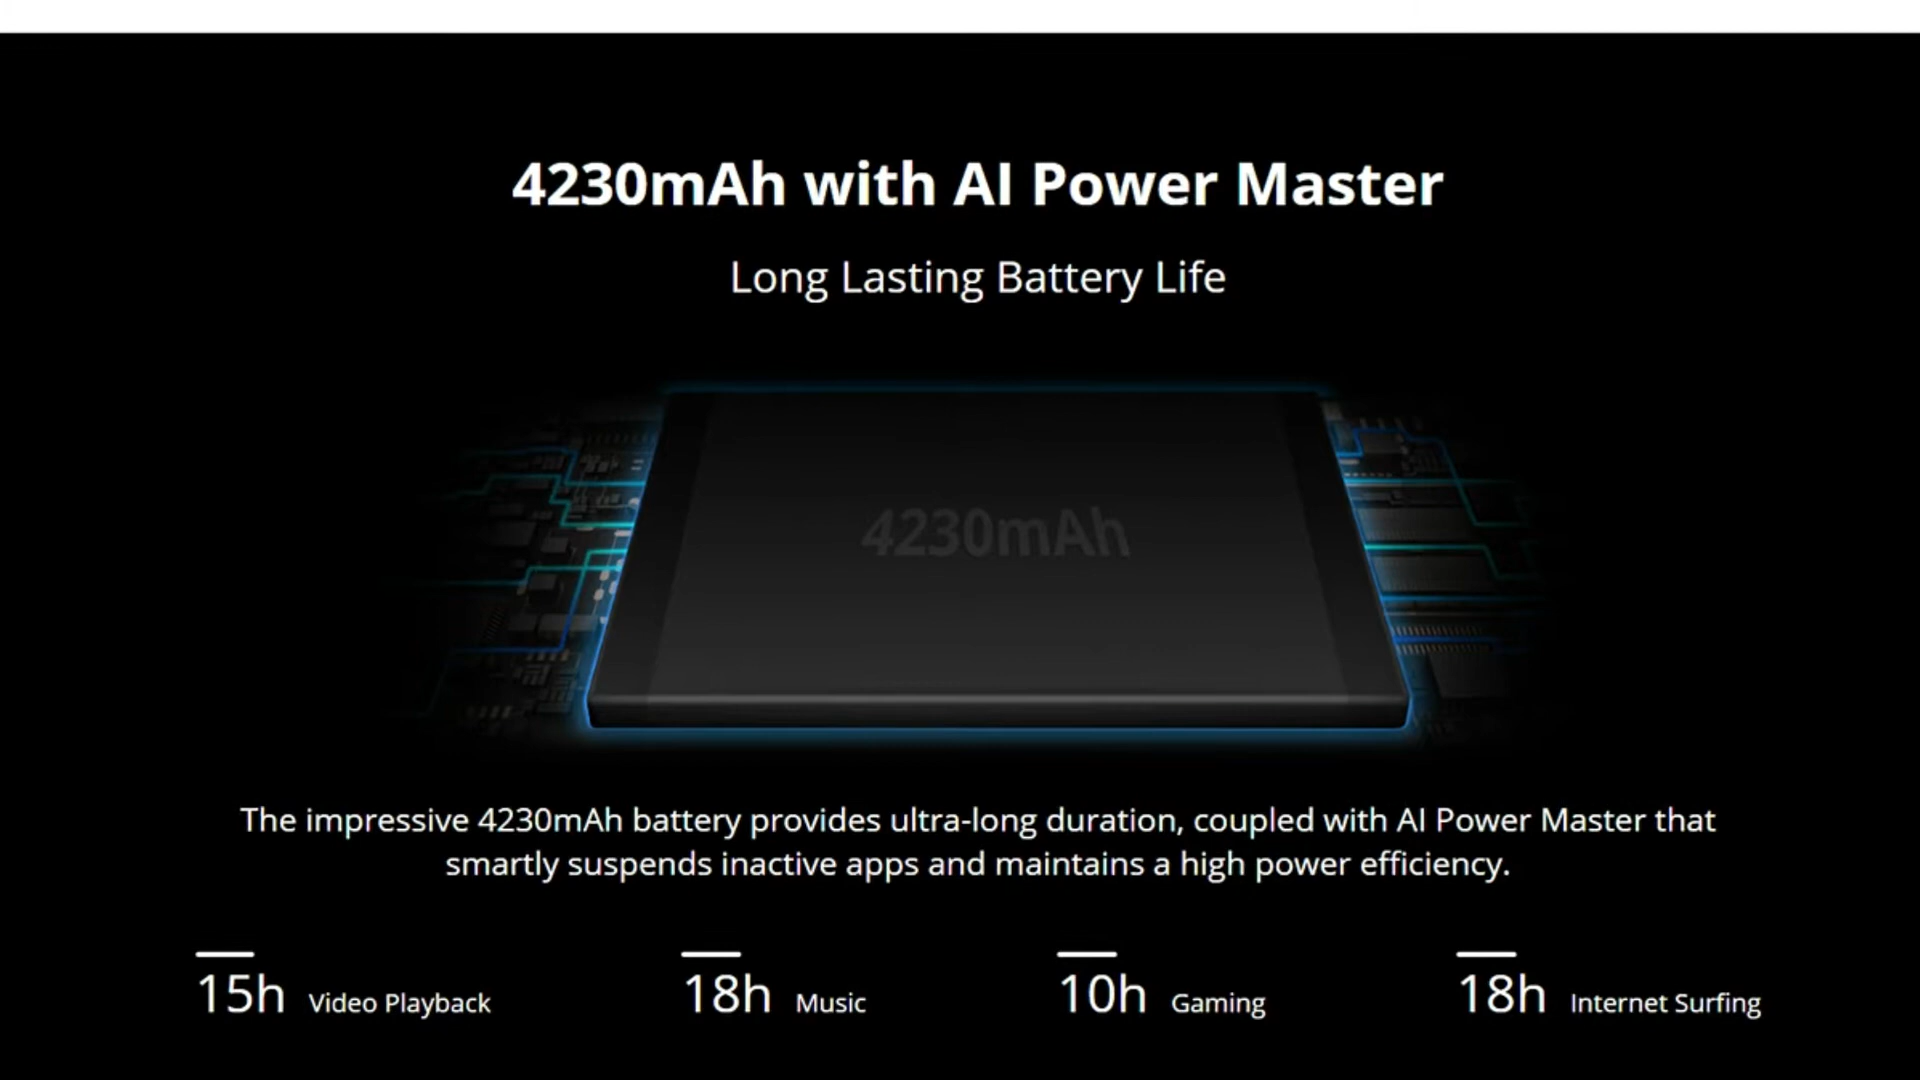 4230mAh with AI Power Master
Long Lasting Battery Life
4230mAh
The impressive 4230mAh battery provides ultra-long duration, coupled with AI Power Master that
smartly suspends inactive apps and maintains a high power efficiency.
15h Video Playback
18h Music
10h Gaming
18h Internet Surfing